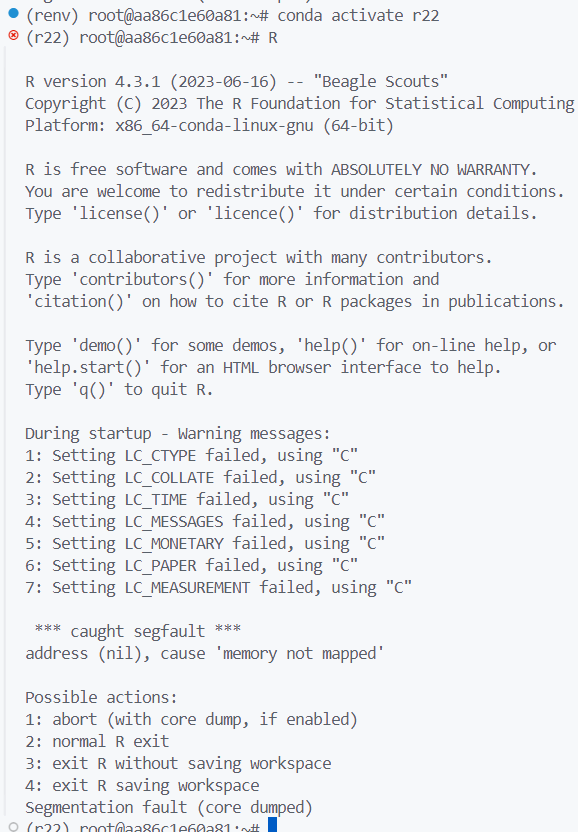 (renv) root@aa86c1e60a81:~# conda activate r22
(r22) root@aa86c1e60a81:~# R
R version 4.3.1 (2023-06-16) -- "Beagle Scouts"
Copyright (C) 2023 The R Foundation for Statistical Computing
Platform: x86_64-conda-linux-gnu (64-bit)
R is free software and comes with ABSOLUTELY NO WARRANTY.
You are welcome to redistribute it under certain conditions.
Type 'license()' or 'licence()' for distribution details.
R is a collaborative project with many contributors.
Type 'contributors()' for more information and
'citation()' on how to cite R or R packages in publications.
Type 'demo()' for some demos, 'help()' for on-line help, or
'help.start()' for an HTML browser interface to help.
Type 'q()' to quit R.
During startup - Warning messages:
1: Setting LC_CTYPE failed, using "C"
2: Setting LC_COLLATE failed, using "C"
3: Setting LC_TIME failed, using "C"
4: Setting LC_MESSAGES failed, using "C"
5: Setting LC_MONETARY failed, using "C"
6: Setting LC_PAPER failed, using "C"
7: Setting LC_MEASUREMENT failed, using "C"
*** caught segfault ***
address (nil), cause 'memory not mapped'
Possible actions:
1: abort (with core dump, if enabled)
2: normal R exit
3: exit R without saving workspace
4: exit R saving workspace
Segmentation fault (core dumped)
(r22) root@aa86c1e60a81:~#